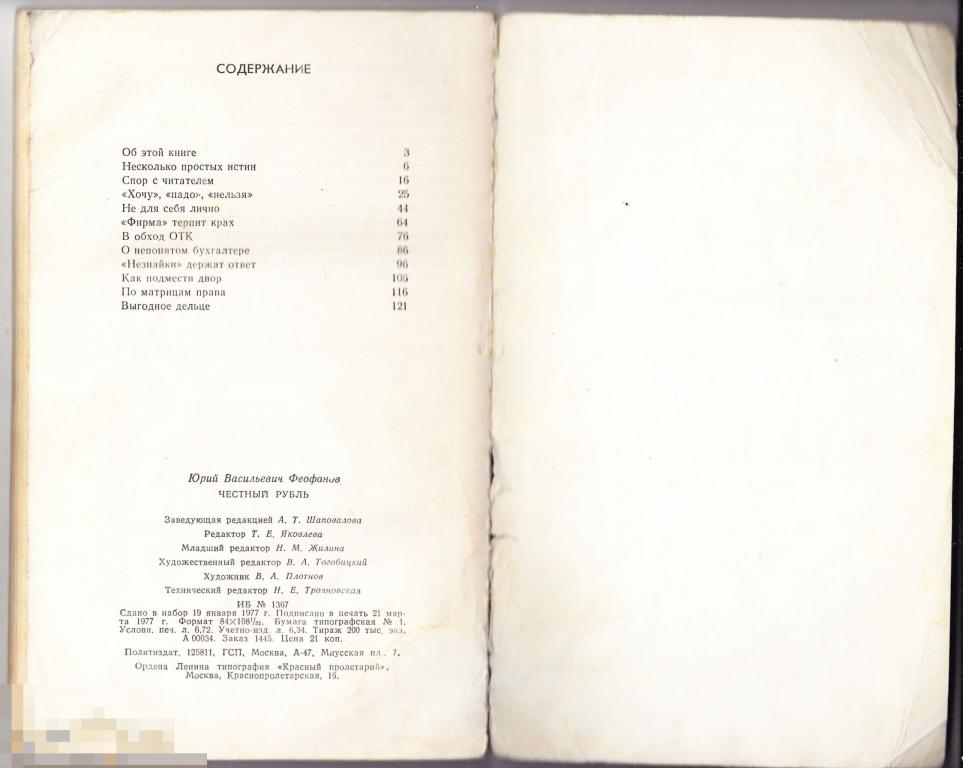 СОДЕРЖАНИЕ
Об этой книге 3
Несколько простых истин 6
Спор с читателем 16
«Хочу», «надо», «нельзя» 25
Не для себя лично 44
«Фирма» терпит крах 64
В обход ОТК 76
О непонятом бухгалтере 86
«Незнайки» держат ответ 96
Как подмести двор 105
По матрицам права 116
Выгодное дельце 121
Юрий Васильевич Феофанов
ЧЕСТНЫЙ РУБЛЬ
Заведующая редакцией А. Т. Шаповалова
Редактор Т. Е. Яковлева
Младший редактор Н. М. Жилина
Художественный редактор В. А. Тогобицкий
Художник В. А. Плотнов
Технический редактор Н. Е. Трояновская
ИБ № 1367
Сдано в набор 19 января 1977 г. Подписано в печать 21 мар-
та 1977 г. Формат 84×108¹/₃₂. Бумага типографская № 1.
Условн. печ. л. 6,72. Учетно-изд. л. 6,34. Тираж 200 тыс. экз.
А 00034. Заказ 1445. Цена 21 коп.
Политиздат, 125811, ГСП, Москва, А-47, Миусская пл., 7.
Ордена Ленина типография «Красный пролетарий»,
Москва, Краснопролетарская, 16.